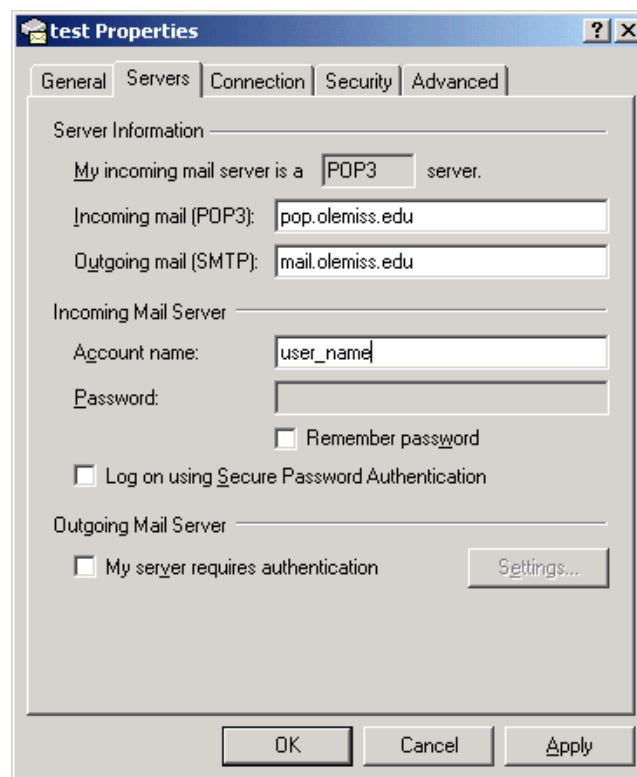 test Properties
General Servers Connection Security Advanced
Server Information
My incoming mail server is a POP3 server.
Incoming mail (POP3): pop.olemiss.edu
Outgoing mail (SMTP): mail.olemiss.edu
Incoming Mail Server
Account name: user_name
Password:
Remember password
Log on using Secure Password Authentication
Outgoing Mail Server
My server requires authentication Settings...
OK Cancel Apply